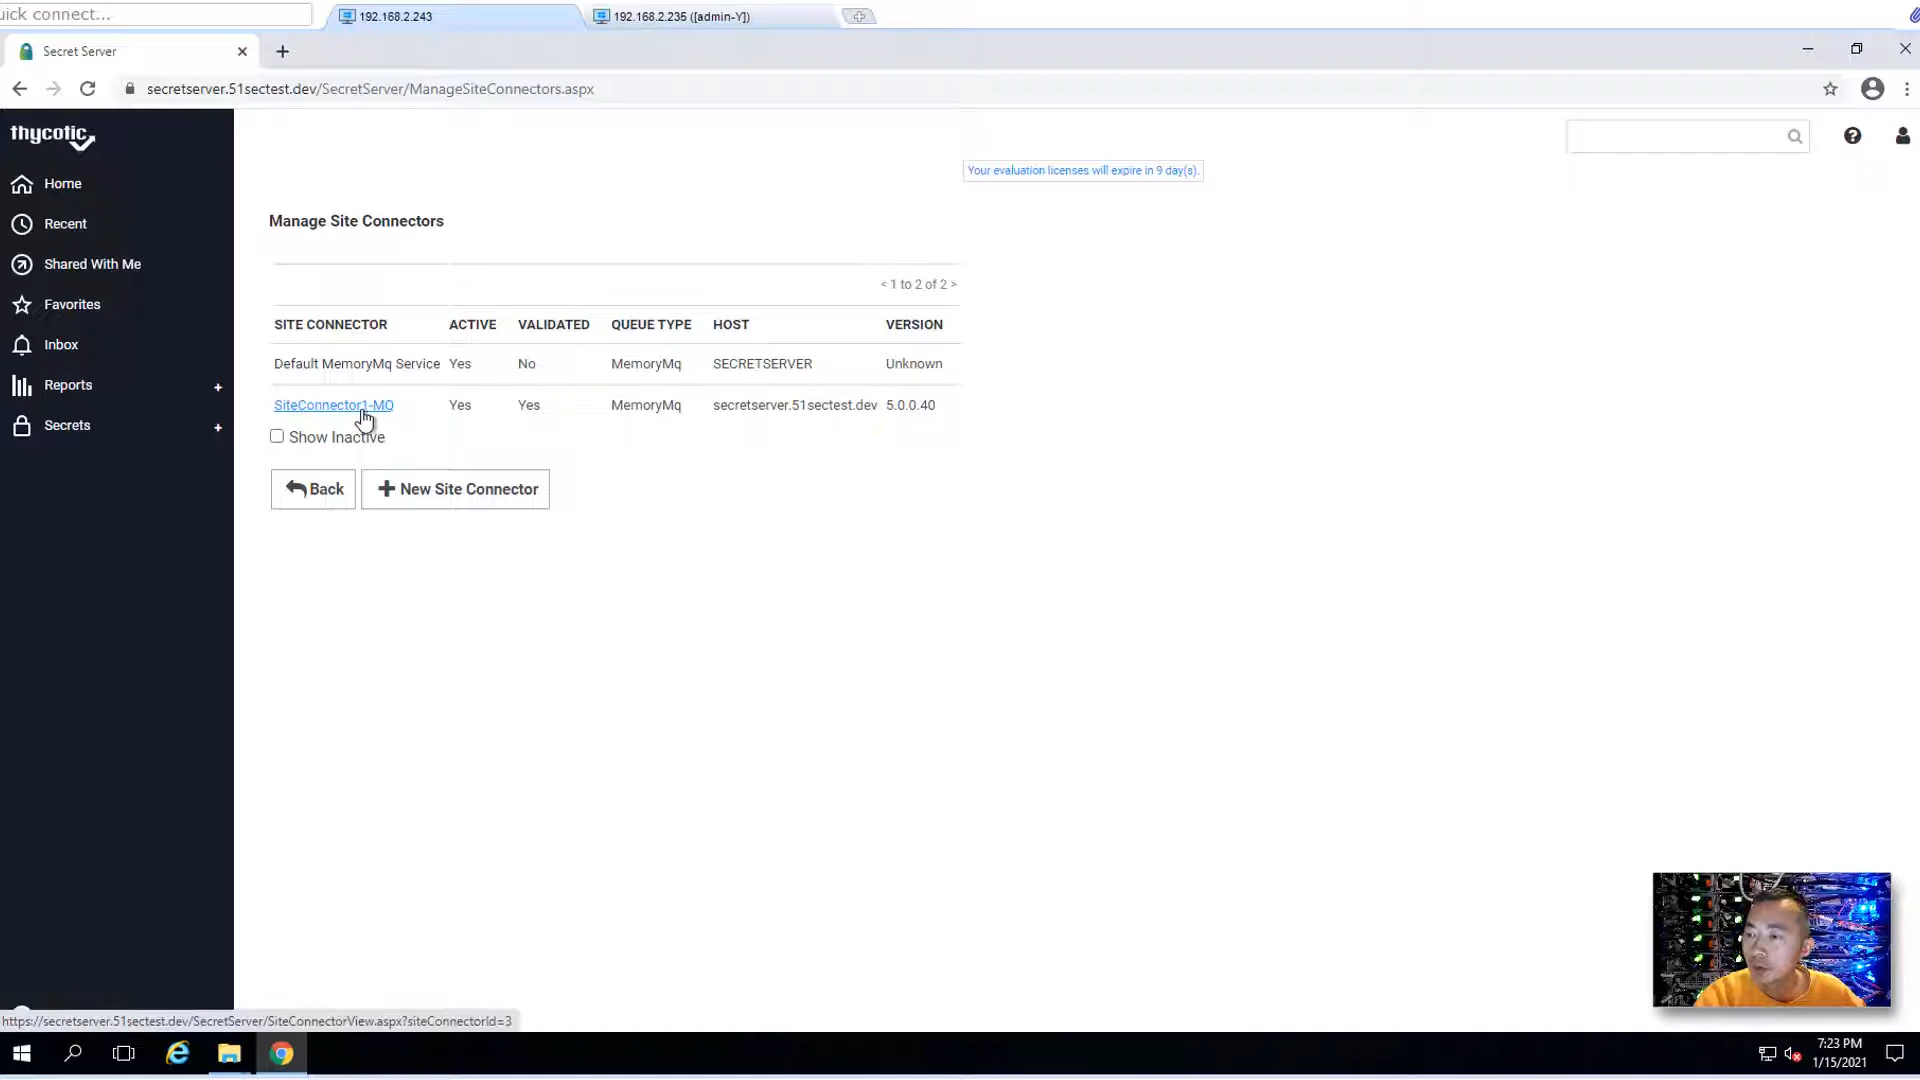 uick connect...
192.168.2.243
192.168.2.235 ([admin-Y])
Secret Server
secretserver.51sectest.dev/SecretServer/ManageSiteConnectors.aspx
thycotic
Your evaluation licenses will expire in 9 day(s).
Home
Recent
Shared With Me
Favorites
Inbox
Reports +
Secrets +
Manage Site Connectors
< 1 to 2 of 2 >
SITE CONNECTOR ACTIVE VALIDATED QUEUE TYPE HOST VERSION
Default MemoryMq Service Yes No MemoryMq SECRETSERVER Unknown
SiteConnector1-MQ Yes Yes MemoryMq secretserver.51sectest.dev 5.0.0.40
Show Inactive
Back
New Site Connector
https://secretserver.51sectest.dev/SecretServer/SiteConnectorView.aspx?siteConnectorId=3
7:23 PM
1/15/2021